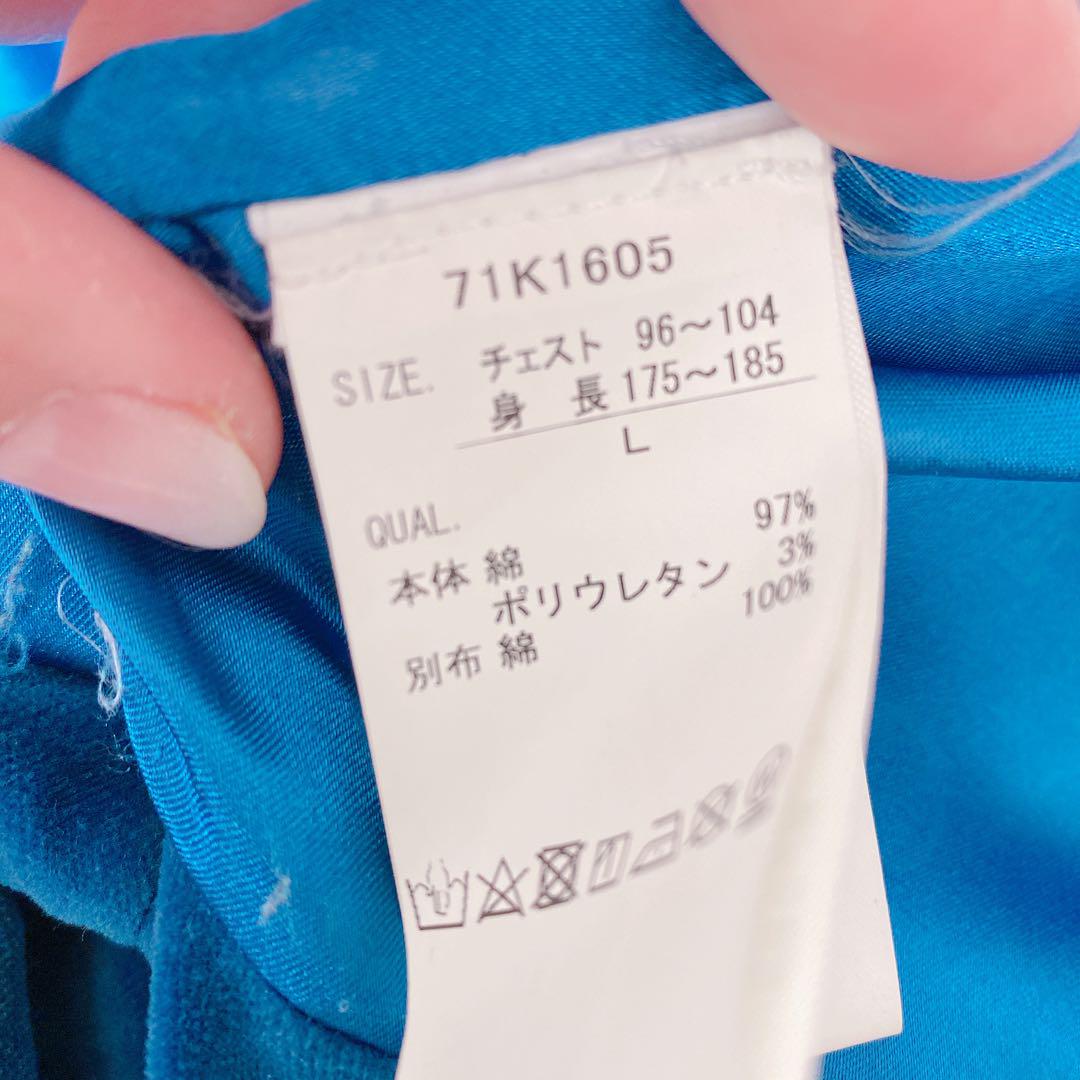 71K1605
SIZE. チェスト 96～104
身 長 175～185
L
QUAL.
本体 綿 97%
ポリウレタン 3%
別布 綿 100%